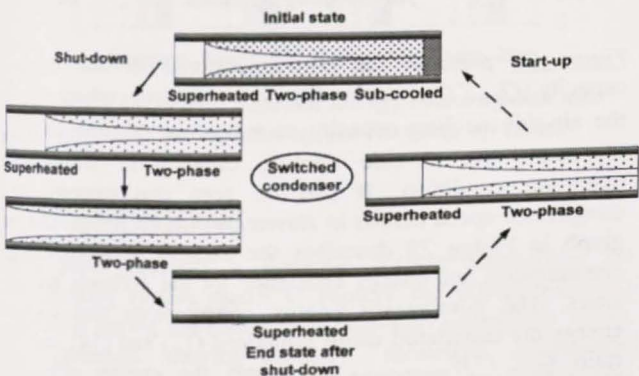 Initial state
Shut-down
Start-up
Superheated Two-phase Sub-cooled
Superheated Two-phase
Switched
condenser
Superheated Two-phase
Two-phase
Superheated
End state after
shut-down